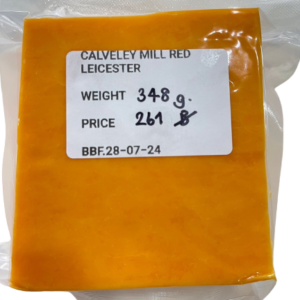 CALVELEY MILL RED
LEICESTER
WEIGHT 348 g.
PRICE 261 ฿
BBF.28-07-24